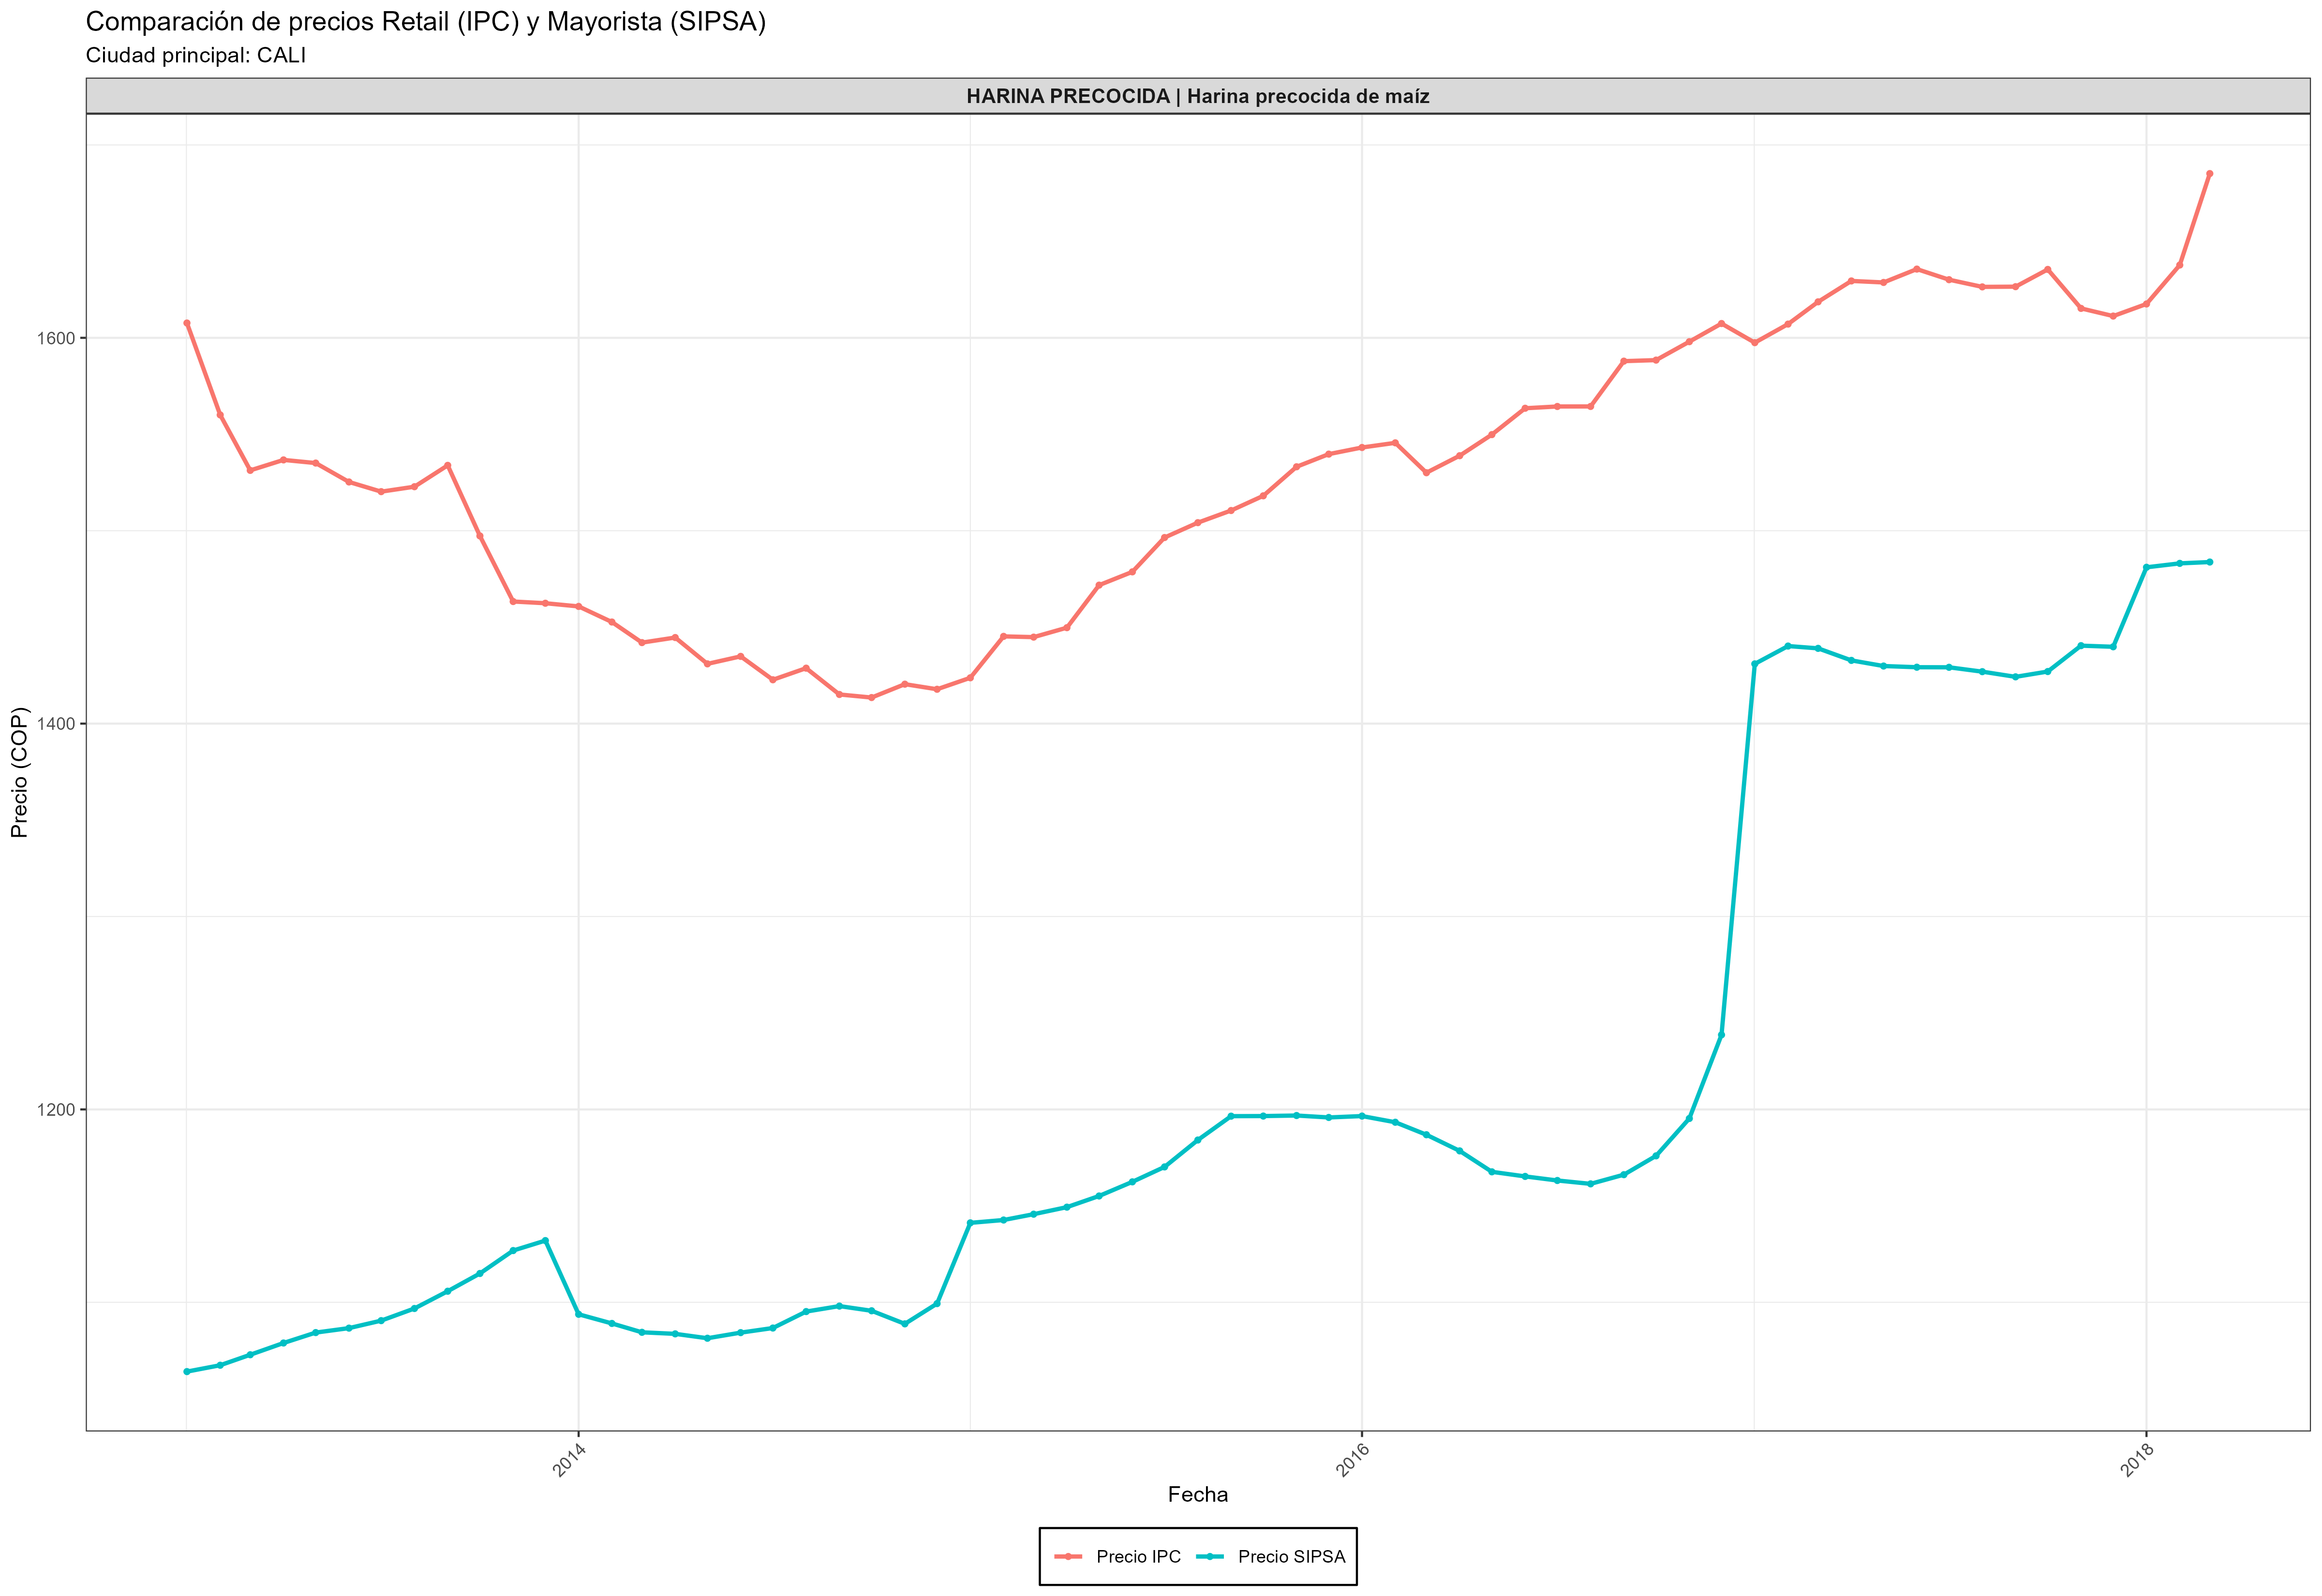 Comparación de precios Retail (IPC) y Mayorista (SIPSA)
Ciudad principal: CALI
HARINA PRECOCIDA | Harina precocida de maíz
Precio (COP)
1600
1400
1200
2014
2016
2018
Fecha
Precio IPC
Precio SIPSA